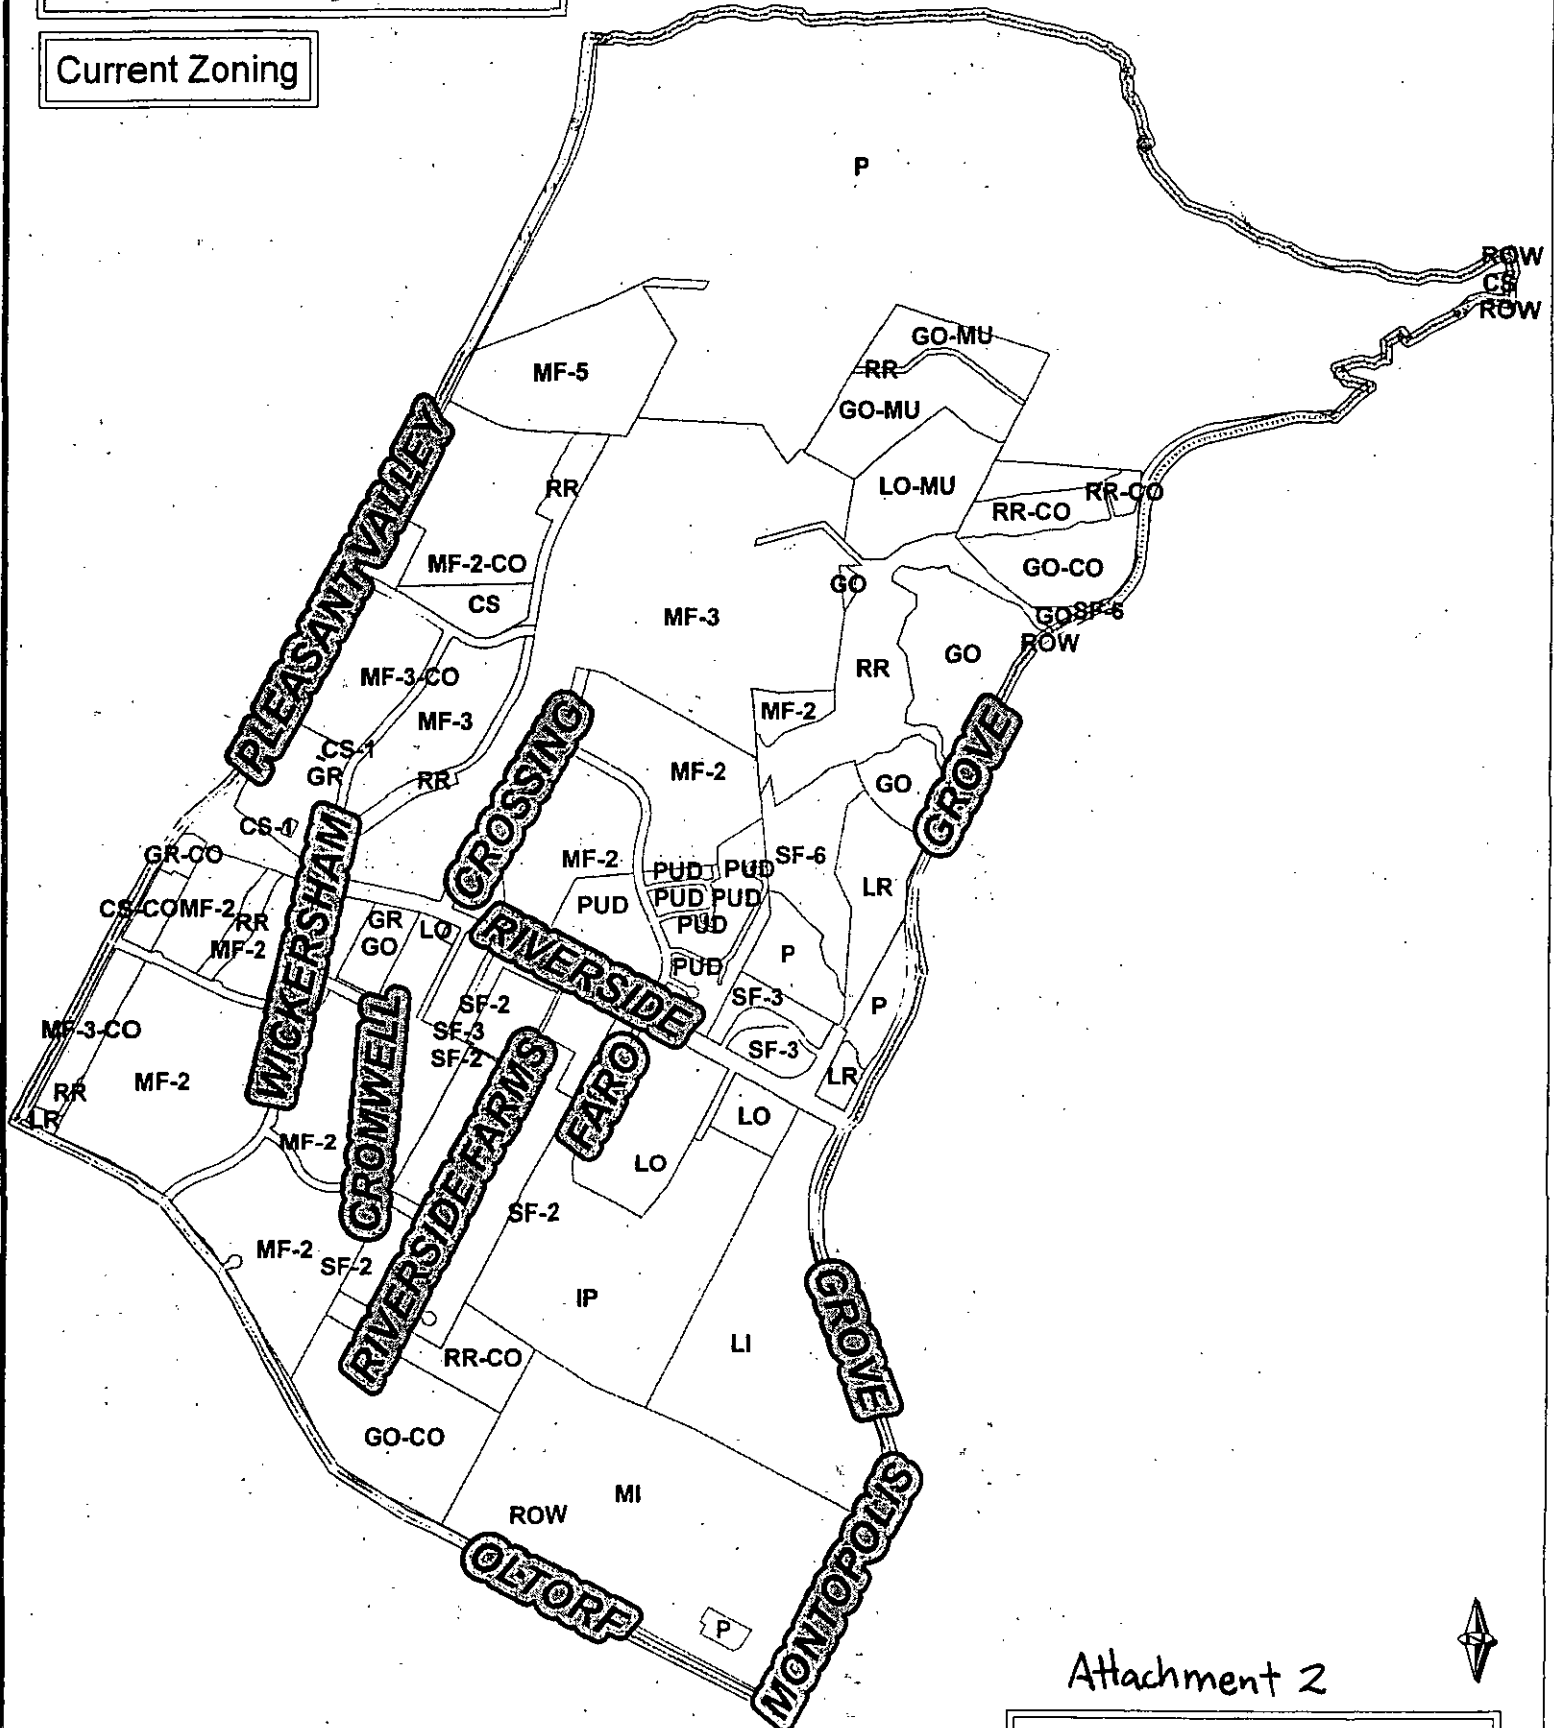 Current Zoning
P
ROW
CS
ROW
GO-MU
MF-5
RR
GO-MU
PLEASANT VALLEY
RR
LO-MU
RR-CO
RR-CO
MF-2-CO
GO-CO
CS
GO
MF-3
GO
SF-6
ROW
GO
RR
MF-3-CO
MF-2
MF-3
CROSSING
GROVE
CS-1
GR
RR
MF-2
GO
CS-1
WICKERSHAM
GR-CO
MF-2
SF-6
PUD
PUD
LR
CS-CO
MF-2
RR
PUD
PUD
PUD
GR
LO
PUD
MF-2
GO
RIVERSIDE
P
PUD
SF-3
SF-2
P
MF-3-CO
CROMWELL
SF-3
SF-2
RIVERSIDE FARMS
FARO
SF-3
RR
MF-2
LR
LR
LO
MF-2
LO
SF-2
MF-2
SF-2
IP
GROVE
LI
RR-CO
GO-CO
MI
ROW
OLTORF
MONTOPOLIS
P
N
Attachment 2